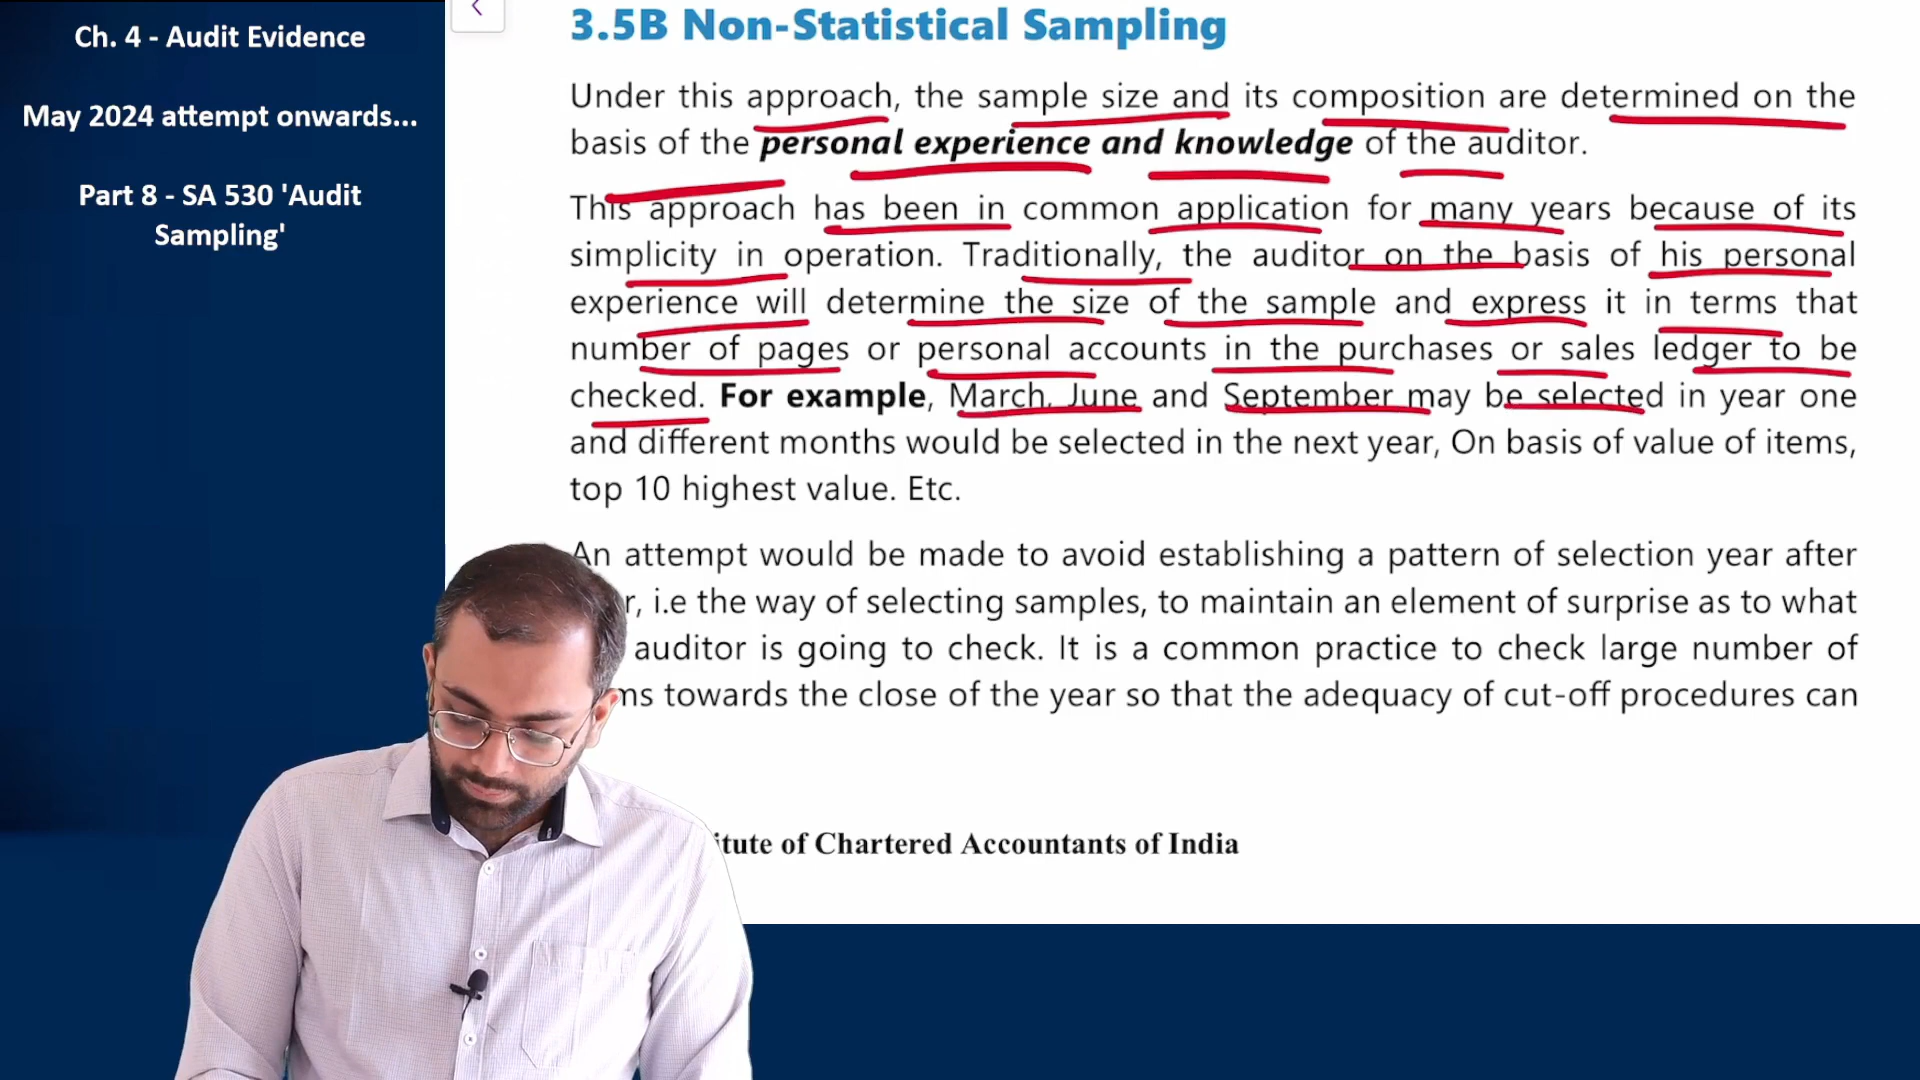 Ch. 4 - Audit Evidence
May 2024 attempt onwards...
Part 8 - SA 530 'Audit
Sampling'
3.5B Non-Statistical Sampling
Under this approach, the sample size and its composition are determined on the
basis of the personal experience and knowledge of the auditor.
This approach has been in common application for many years because of its
simplicity in operation. Traditionally, the auditor on the basis of his personal
experience will determine the size of the sample and express it in terms that
number of pages or personal accounts in the purchases or sales ledger to be
checked. For example, March, June and September may be selected in year one
and different months would be selected in the next year, On basis of value of items,
top 10 highest value. Etc.
An attempt would be made to avoid establishing a pattern of selection year after
i.e the way of selecting samples, to maintain an element of surprise as to what
auditor is going to check. It is a common practice to check large number of
towards the close of the year so that the adequacy of cut-off procedures can
of Chartered Accountants of India